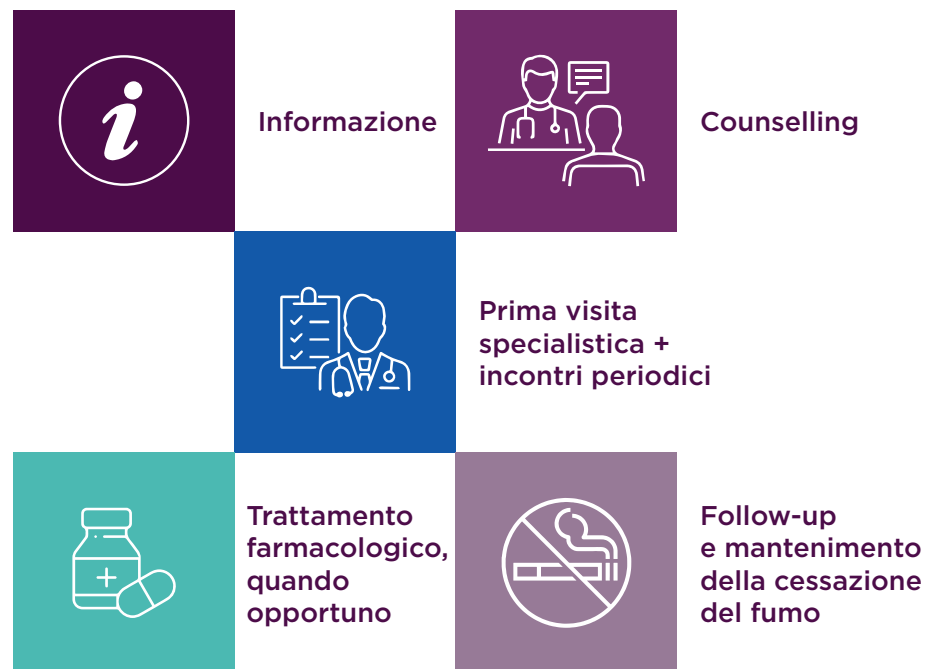 Informazione
Counselling
Prima visita
specialistica +
incontri periodici
Trattamento
farmacologico,
quando
opportuno
Follow-up
e mantenimento
della cessazione
del fumo